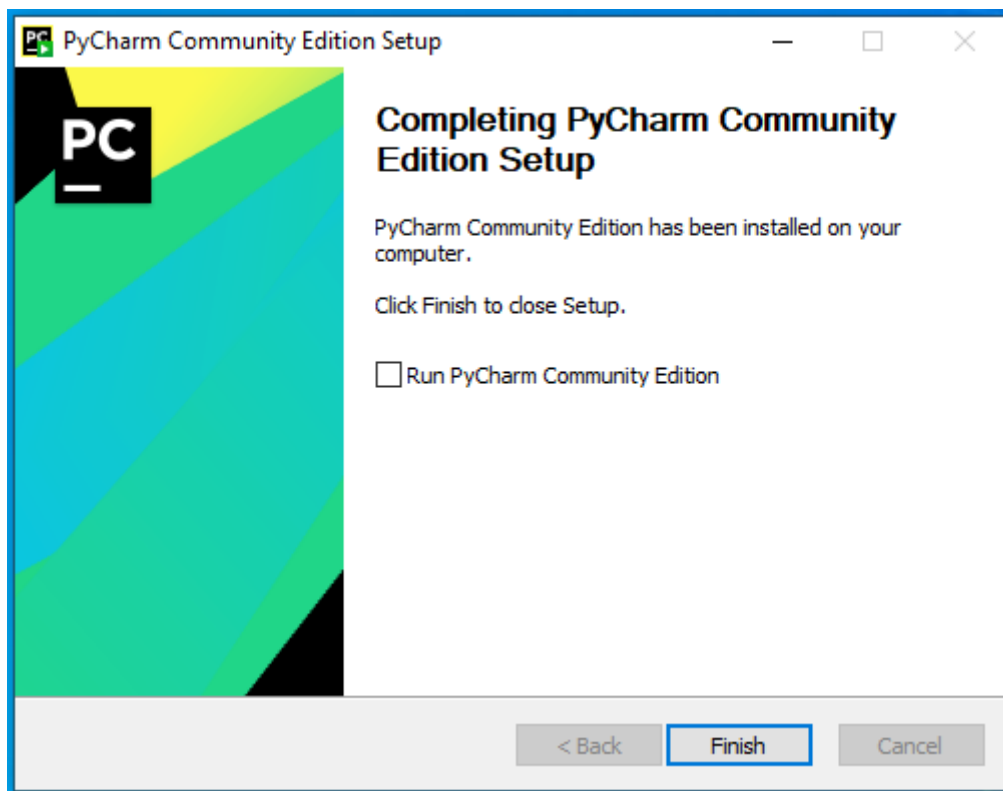 PyCharm Community Edition Setup
PC
Completing PyCharm Community
Edition Setup
PyCharm Community Edition has been installed on your
computer.
Click Finish to close Setup.
Run PyCharm Community Edition
< Back
Finish
Cancel